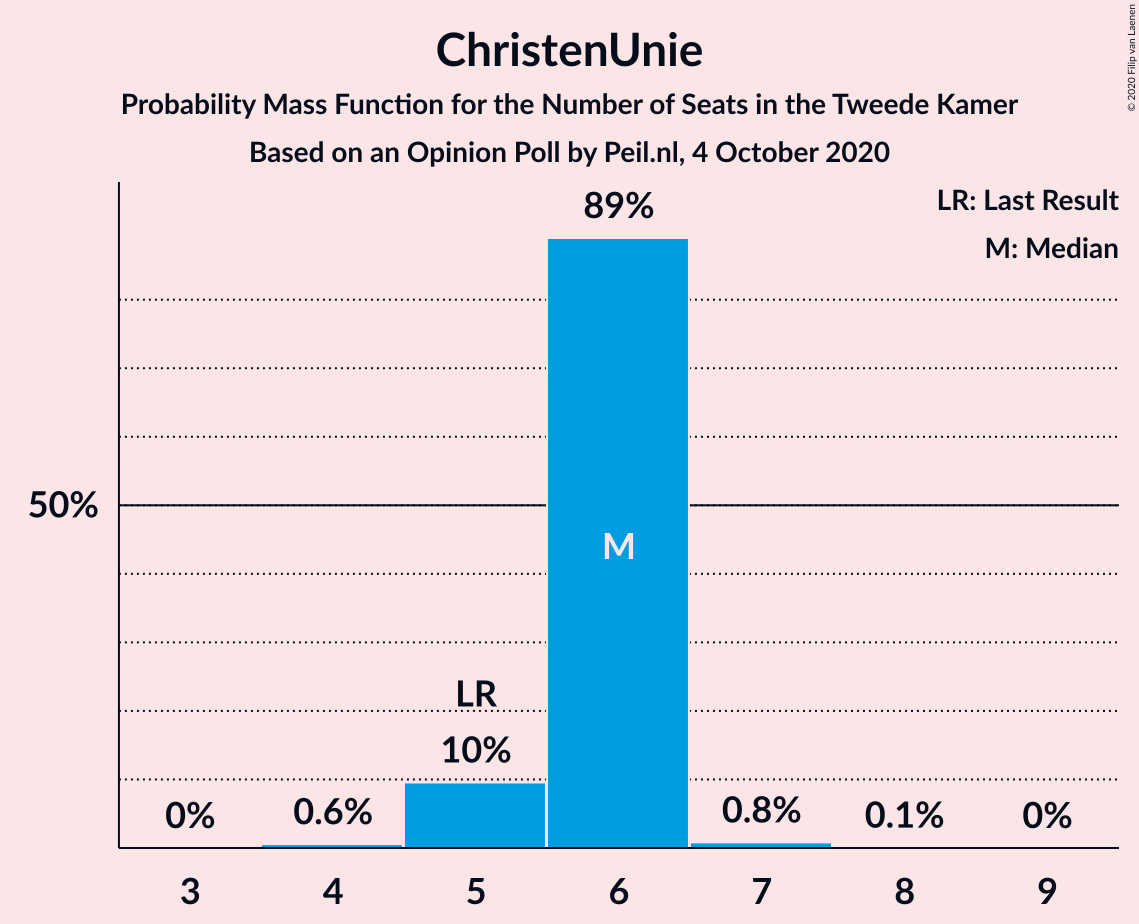 ChristenUnie
Probability Mass Function for the Number of Seats in the Tweede Kamer
Based on an Opinion Poll by Peil.nl, 4 October 2020
© 2020 Filip van Laenen
LR: Last Result
M: Median
89%
50%
M
LR
10%
0%
0.6%
0.8%
0.1%
0%
3
4
5
6
7
8
9